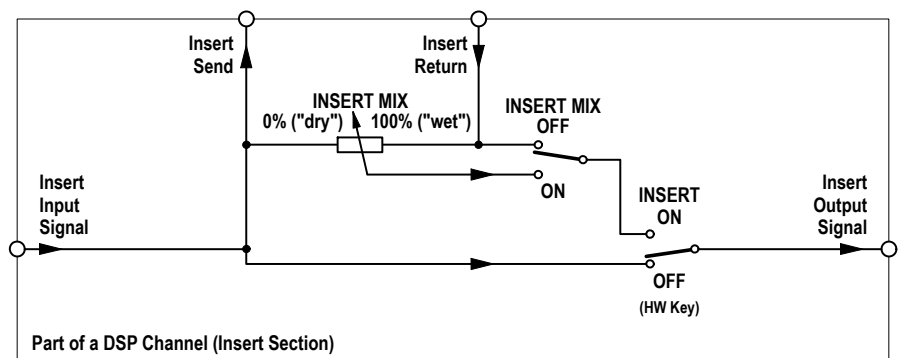 Insert
Send
Insert
Return
INSERT MIX
0% ("dry") 100% ("wet")
INSERT MIX
OFF
ON
Insert
Input
Signal
INSERT
ON
OFF
(HW Key)
Insert
Output
Signal
Part of a DSP Channel (Insert Section)